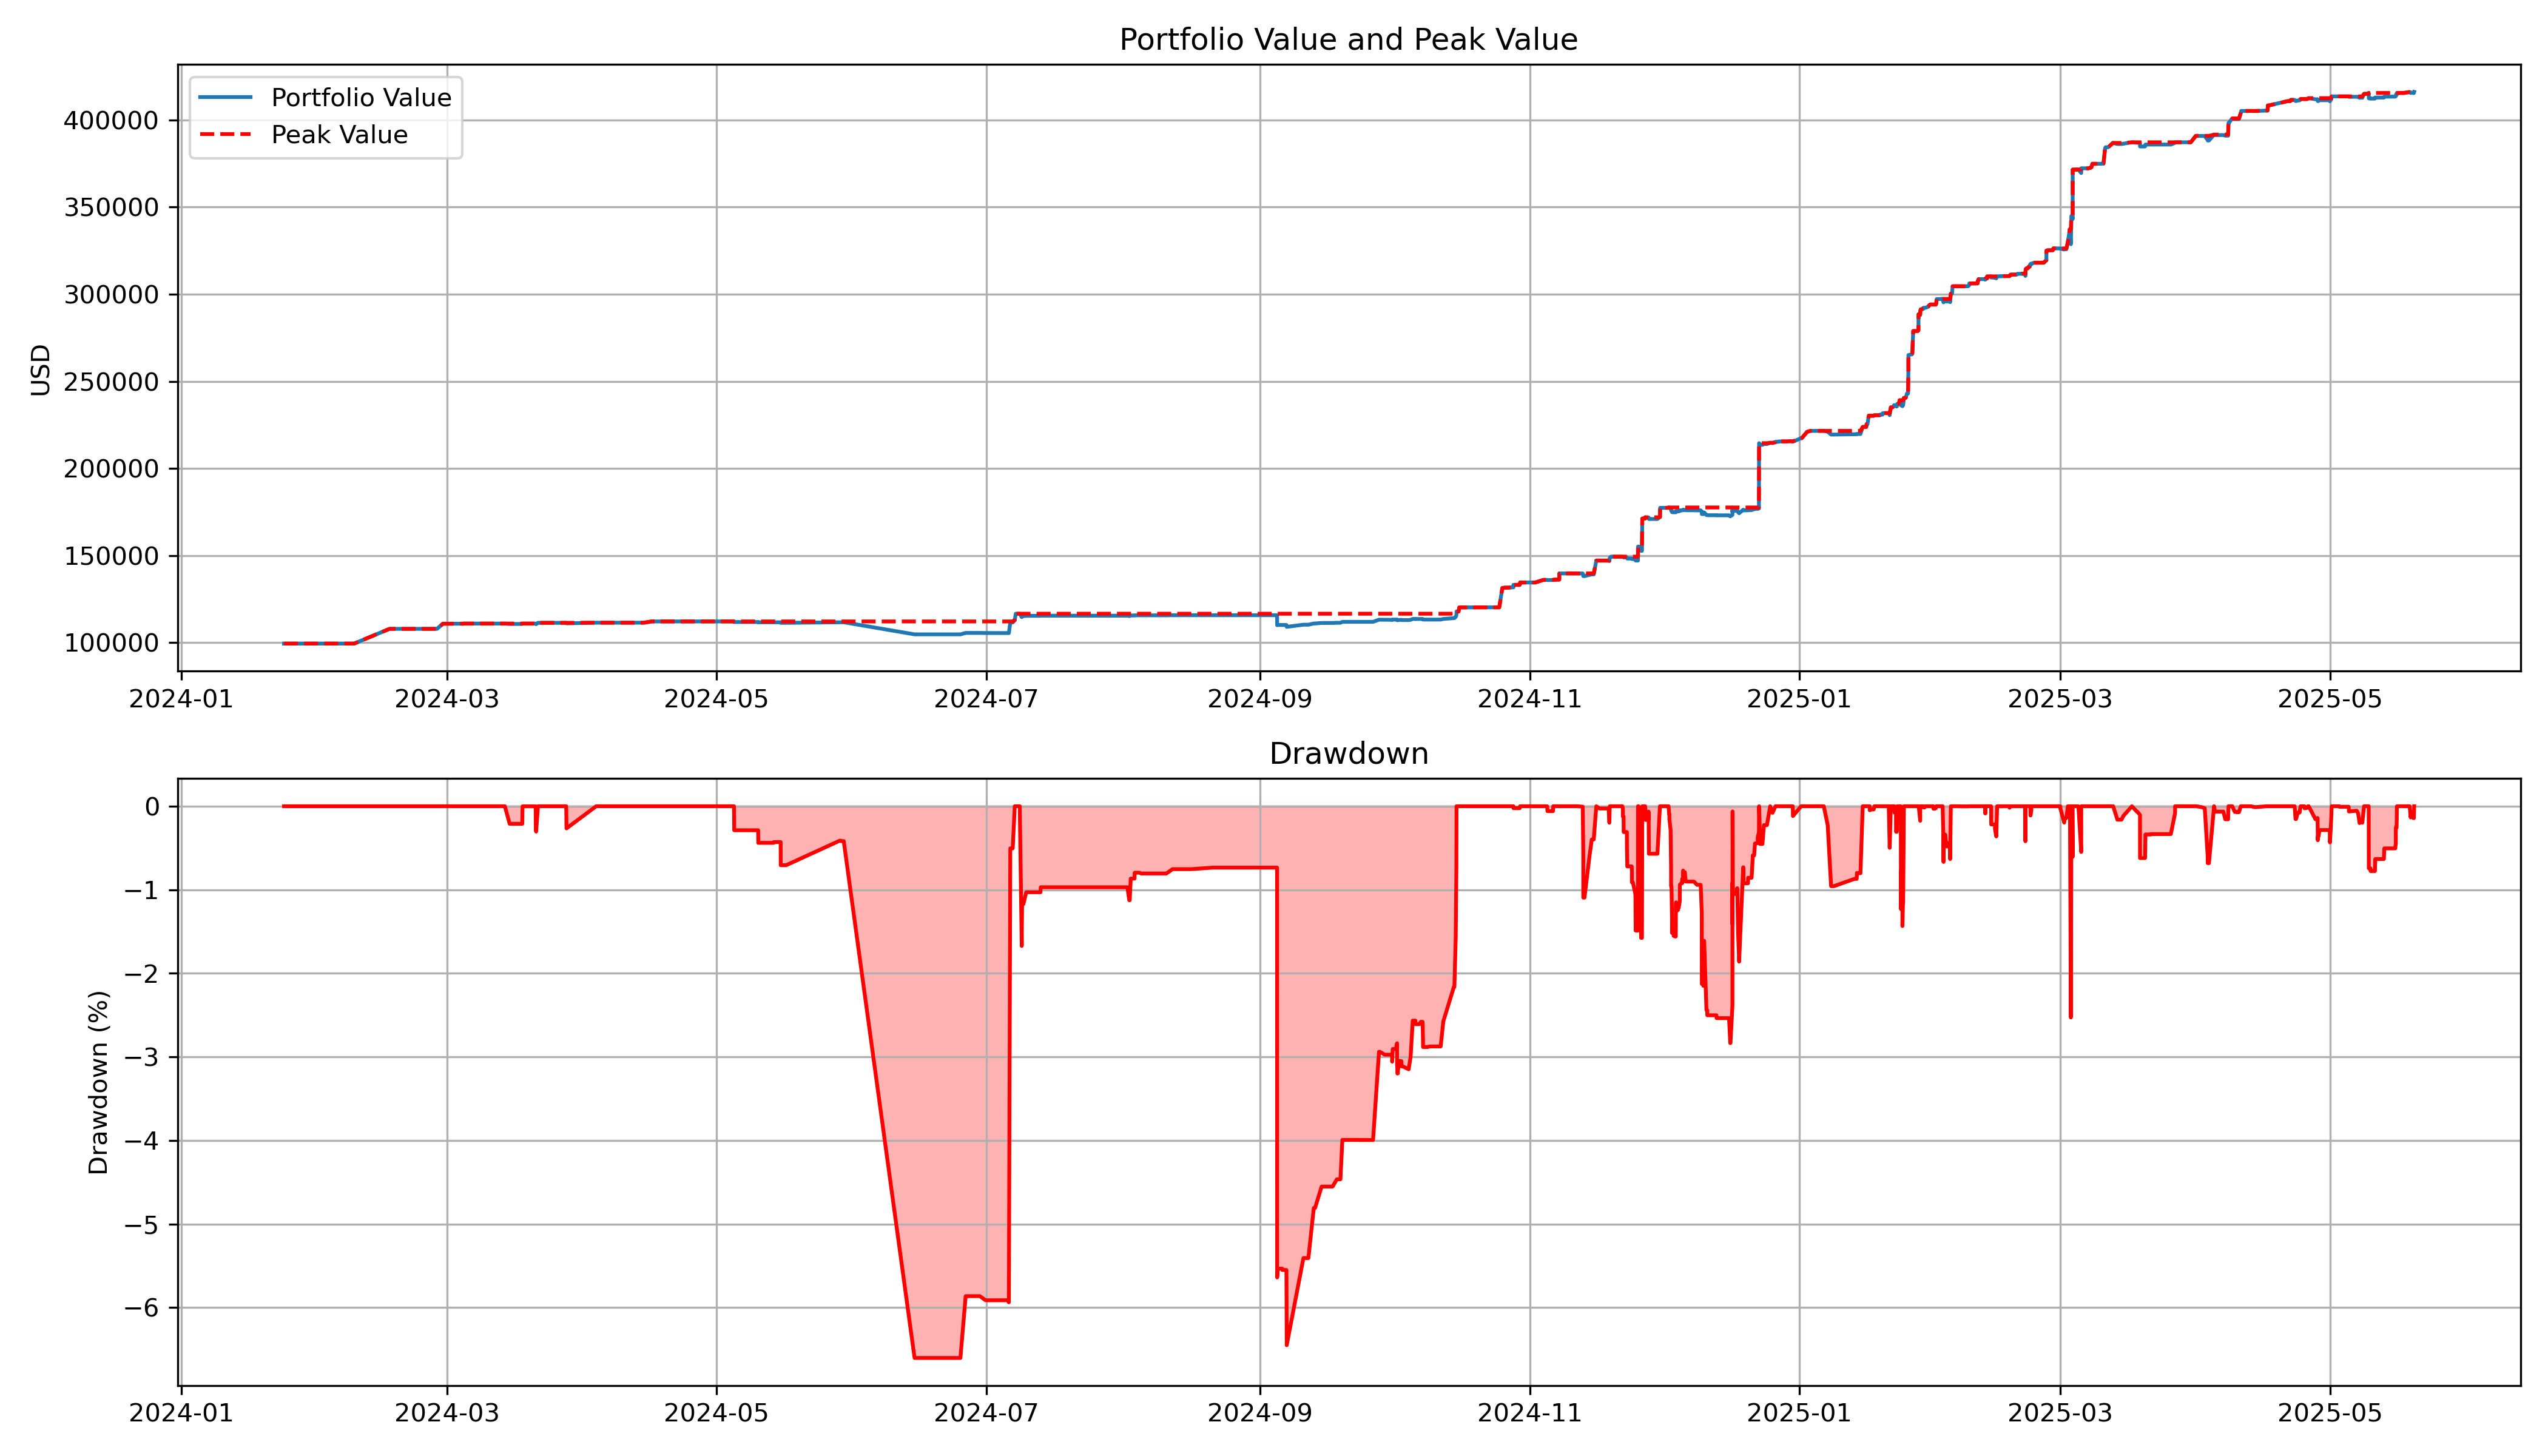 Portfolio Value and Peak Value
Portfolio Value
Peak Value
USD
400000
350000
300000
250000
200000
150000
100000
2024-01 2024-03 2024-05 2024-07 2024-09 2024-11 2025-01 2025-03 2025-05
Drawdown
Drawdown (%)
0
−1
−2
−3
−4
−5
−6
2024-01 2024-03 2024-05 2024-07 2024-09 2024-11 2025-01 2025-03 2025-05